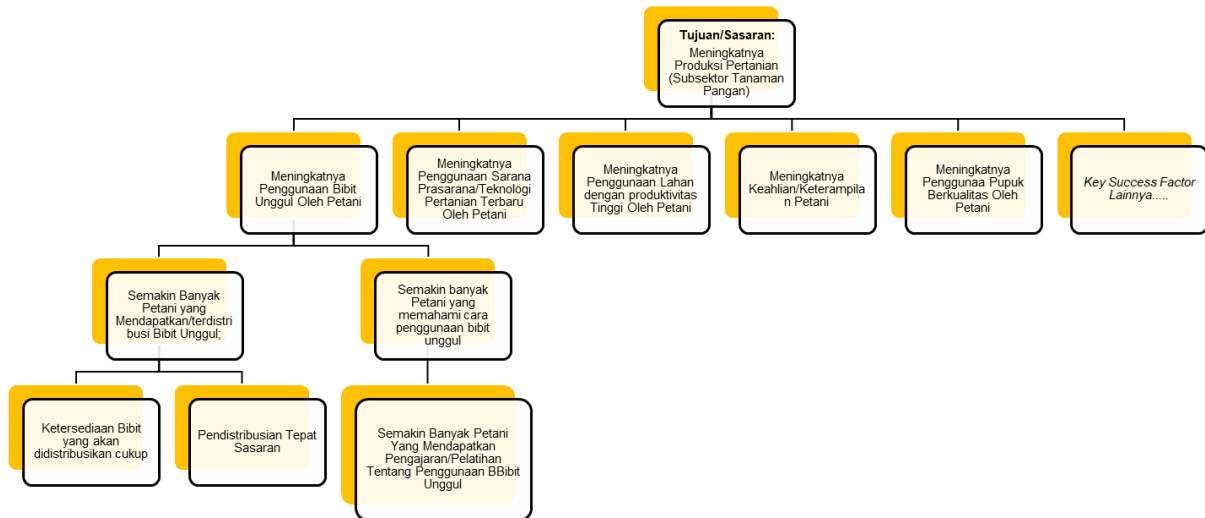 Tujuan/Sasaran:
Meningkatnya
Produksi Pertanian
(Subsektor Tanaman
Pangan)
Meningkatnya
Penggunaan Bibit
Unggul Oleh Petani
Meningkatnya
Penggunaan Sarana
Prasarana/Teknologi
Pertanian Terbaru
Oleh Petani
Meningkatnya
Penggunaan Lahan
dengan produktivitas
Tinggi Oleh Petani
Meningkatnya
Keahlian/Keterampila
n Petani
Meningkatnya
Penggunaa Pupuk
Berkualitas Oleh
Petani
Key Success Factor
Lainnya.....
Semakin Banyak
Petani yang
Mendapatkan/terdistri
busi Bibit Unggul;
Semakin banyak
Petani yang
memahami cara
penggunaan bibit
unggul
Ketersediaan Bibit
yang akan
didistribusikan cukup
Pendistribusian Tepat
Sasaran
Semakin Banyak Petani
Yang Mendapatkan
Pengajaran/Pelatihan
Tentang Penggunaan BBibit
Unggul